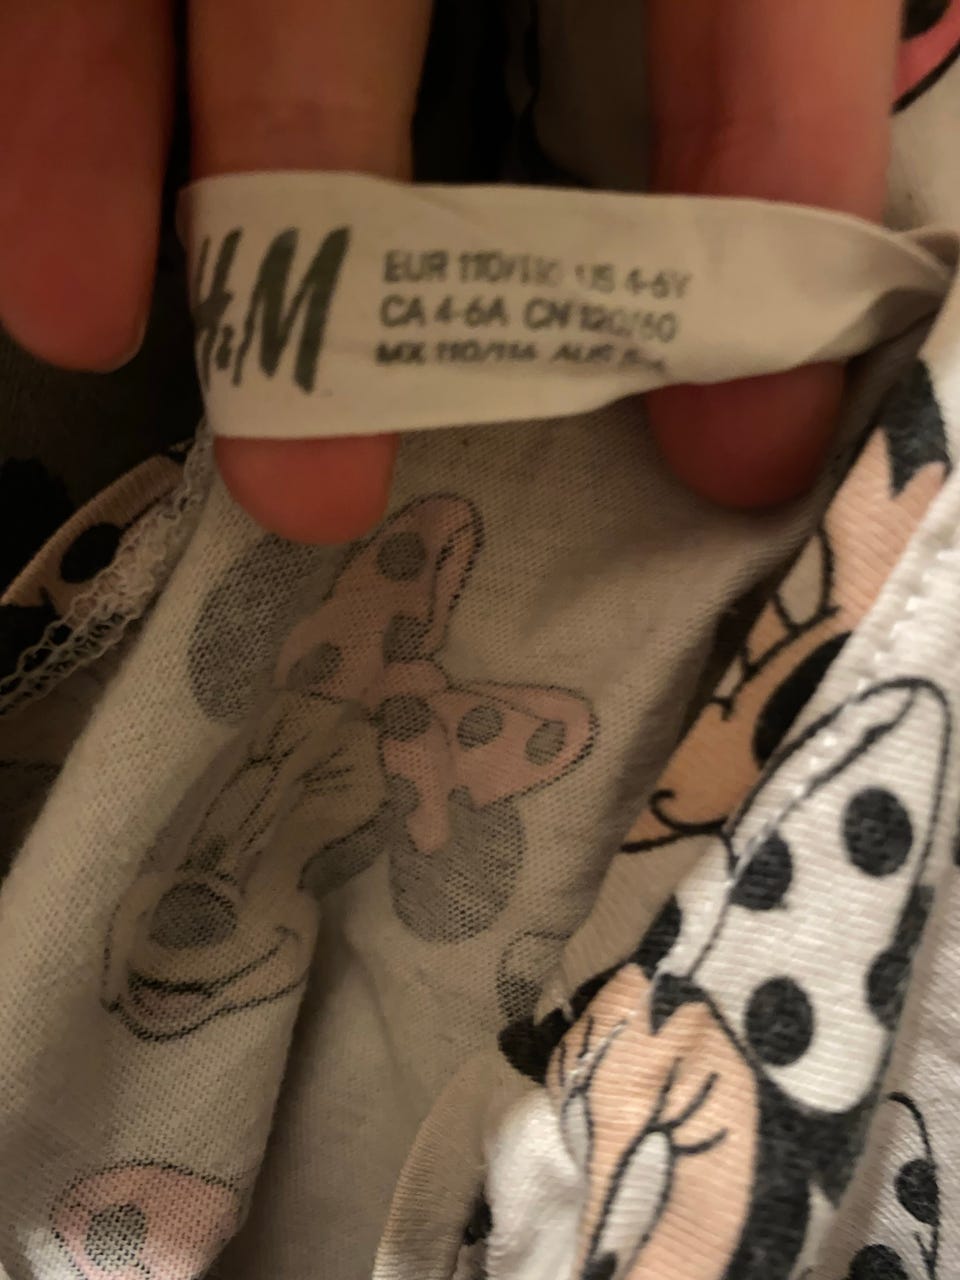 H&M
EUR 110/116 US 4-6Y
CA 4-6A CN 120/60
MX 110/116 AUS